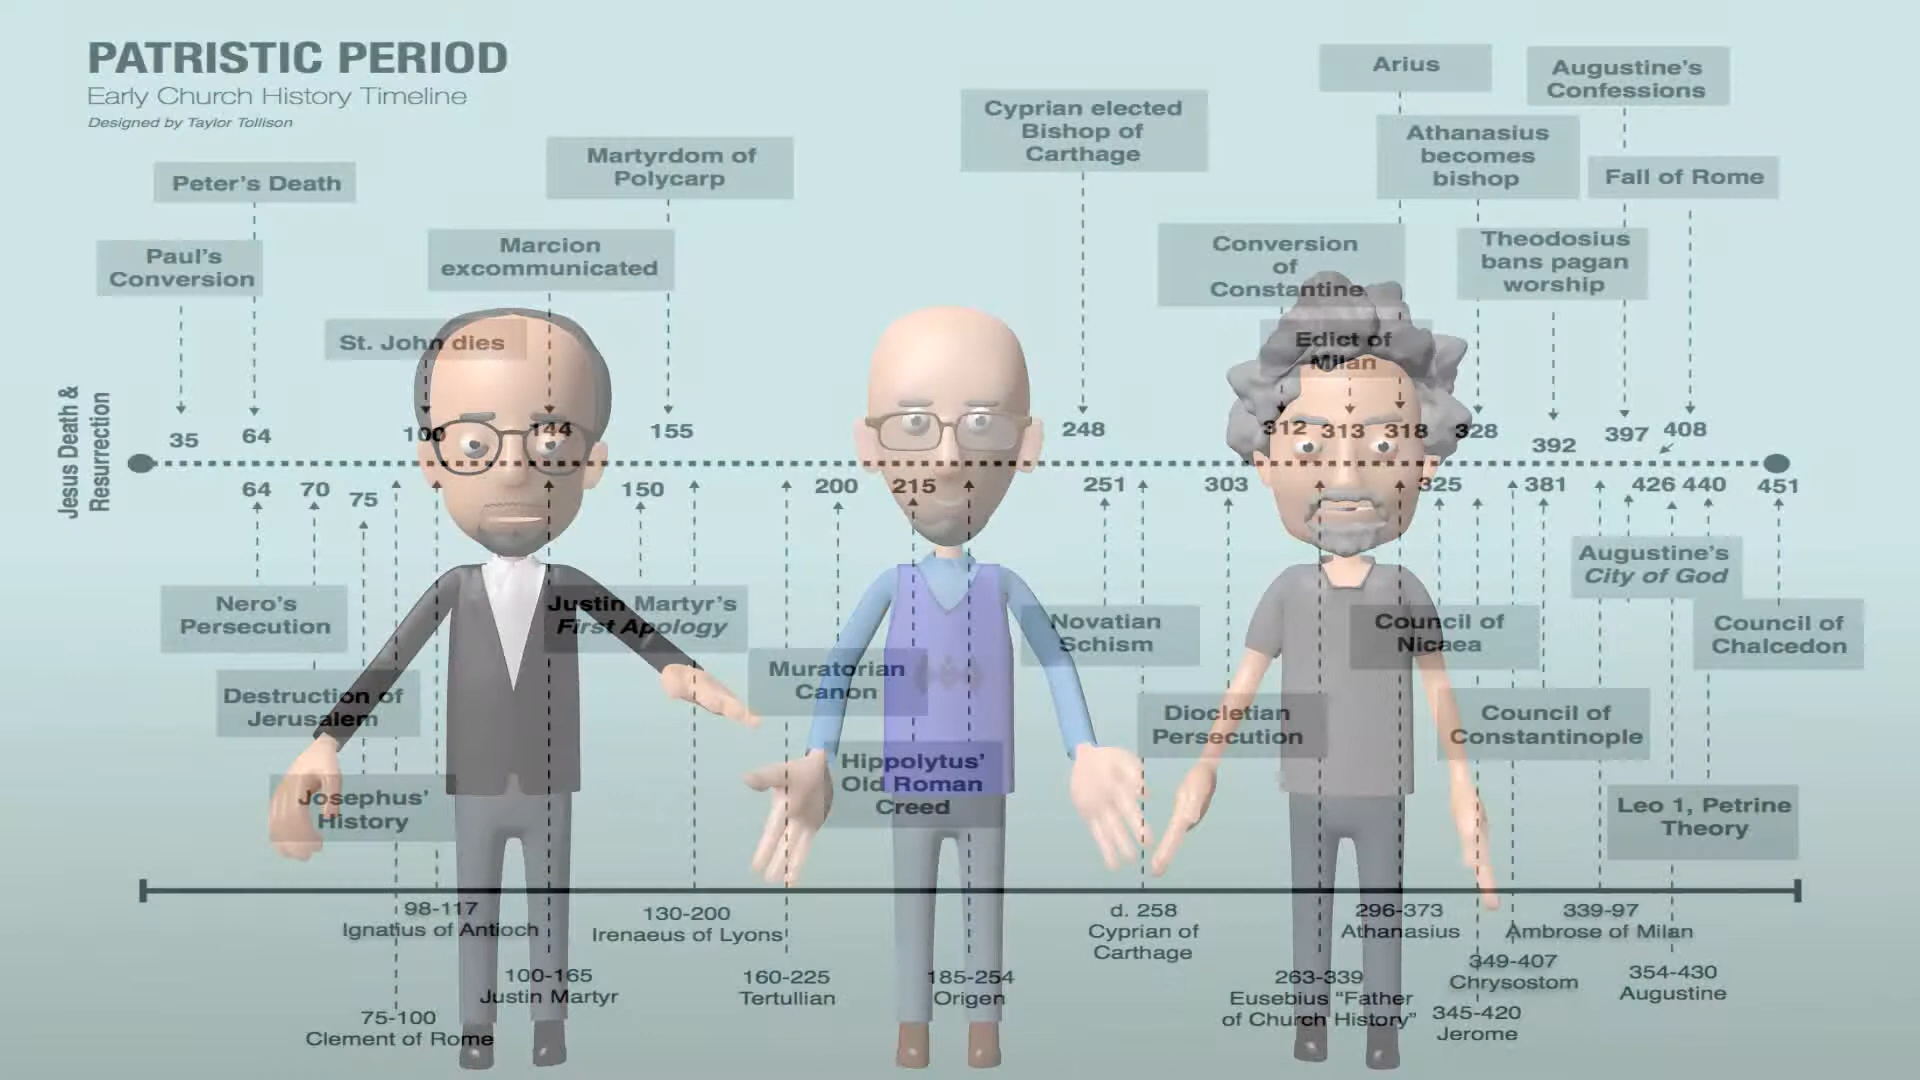 PATRISTIC PERIOD
Early Church History Timeline
Designed by Taylor Tollison
Arius
Augustine's
Confessions
Cyprian elected
Bishop of
Carthage
Athanasius
becomes
bishop
Martyrdom of
Polycarp
Peter's Death
Fall of Rome
Paul's
Conversion
Marcion
excommunicated
Conversion
of
Constantine
Theodosius
bans pagan
worship
St. John dies
Edict of
Milan
Jesus Death &
Resurrection
35
64
100
144
155
248
312
313
318
328
392
397
408
64
70
75
150
200
215
251
303
325
381
426
440
451
Augustine's
City of God
Nero's
Persecution
Justin Martyr's
First Apology
Novatian
Schism
Council of
Nicaea
Council of
Chalcedon
Destruction of
Jerusalem
Muratorian
Canon
Diocletian
Persecution
Council of
Constantinople
Josephus'
History
Hippolytus'
Old Roman
Creed
Leo 1, Petrine
Theory
98-117
Ignatius of Antioch
130-200
Irenaeus of Lyons
d. 258
Cyprian of
Carthage
296-373
Athanasius
339-97
Ambrose of Milan
100-165
Justin Martyr
160-225
Tertullian
185-254
Origen
263-339
Eusebius "Father
of Church History"
349-407
Chrysostom
354-430
Augustine
75-100
Clement of Rome
345-420
Jerome